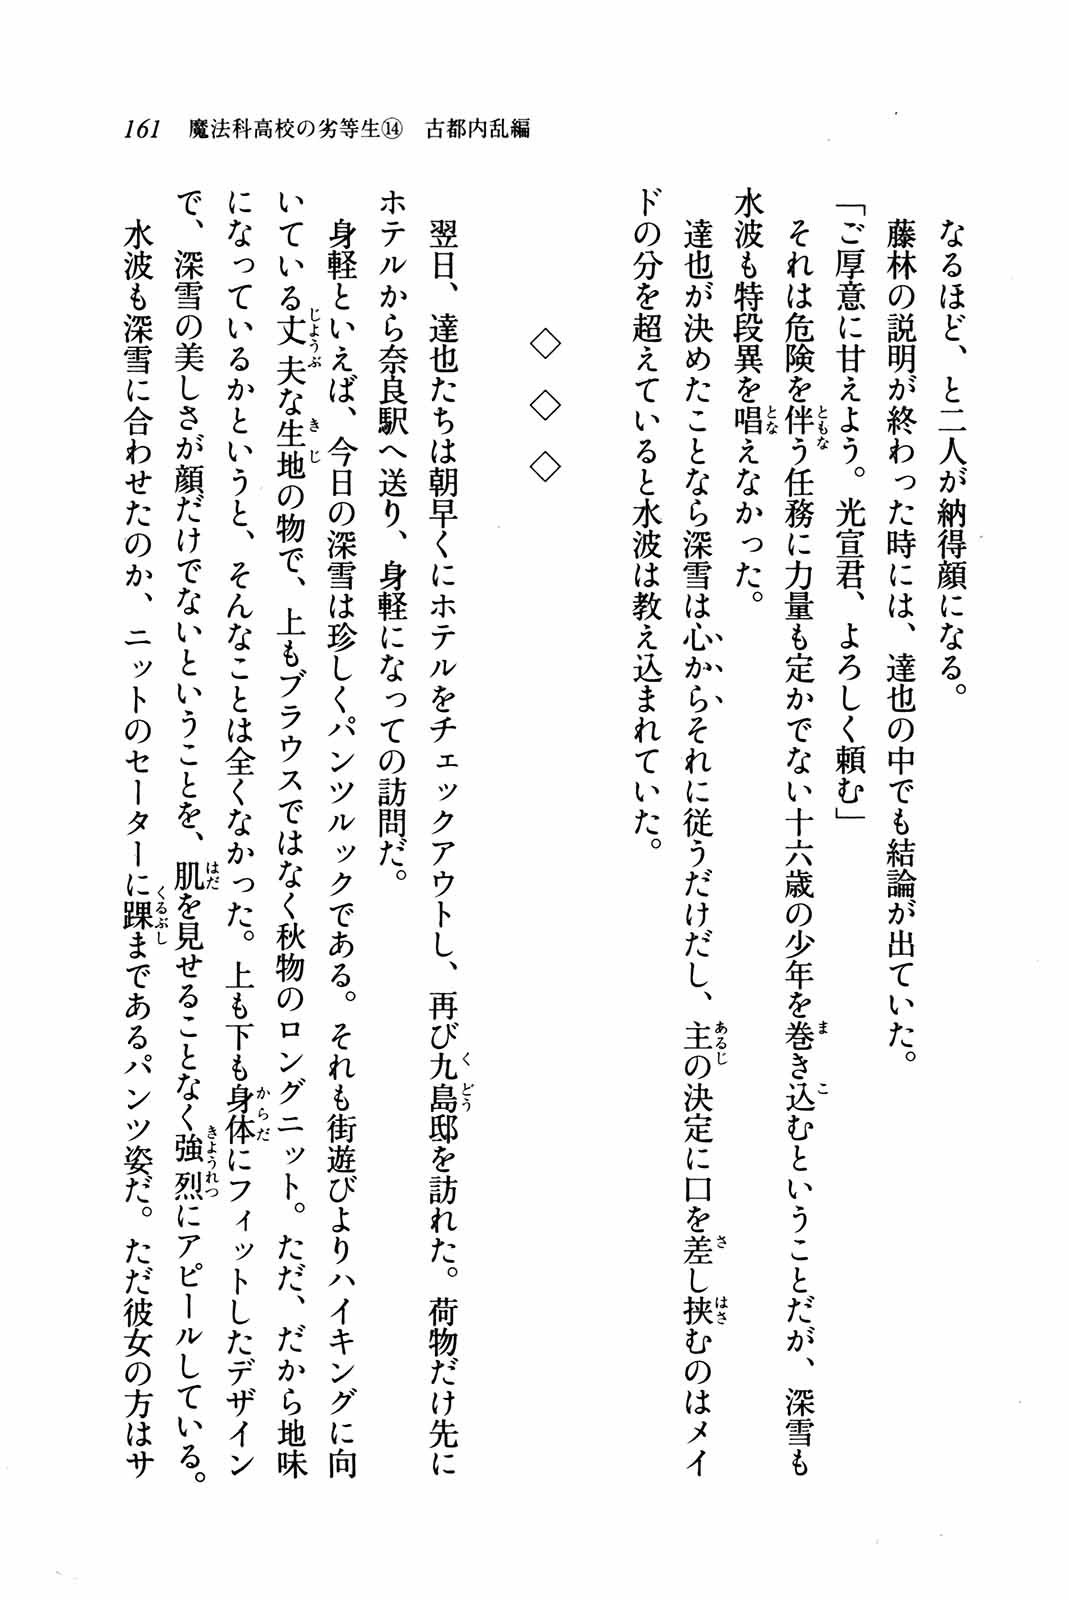 161 魔法科高校の劣等生⑭ 古都内乱編
なるほど、と二人が納得顔になる。
藤林の説明が終わった時には、達也の中でも結論が出ていた。
「ご厚意に甘えよう。光宣君、よろしく頼む」
それは危険を伴う任務に力量も定かでない十六歳の少年を巻き込むということだが、深雪も
水波も特段異を唱えなかった。
達也が決めたことなら深雪は心からそれに従うだけだし、主の決定に口を差し挟むのはメイ
ドの分を超えていると水波は教え込まれていた。
◇ ◇ ◇
翌日、達也たちは朝早くにホテルをチェックアウトし、再び九島邸を訪れた。荷物だけ先に
ホテルから奈良駅へ送り、身軽になっての訪問だ。
身軽といえば、今日の深雪は珍しくパンツルックである。それも街遊びよりハイキングに向
いている丈夫な生地の物で、上もブラウスではなく秋物のロングニット。ただ、だから地味
になっているかというと、そんなことは全くなかった。上も下も身体にフィットしたデザイン
で、深雪の美しさが顔だけでないということを、肌を見せることなく強烈にアピールしている。
水波も深雪に合わせたのか、ニットのセーターに踝まであるパンツ姿だ。ただ彼女の方はサ